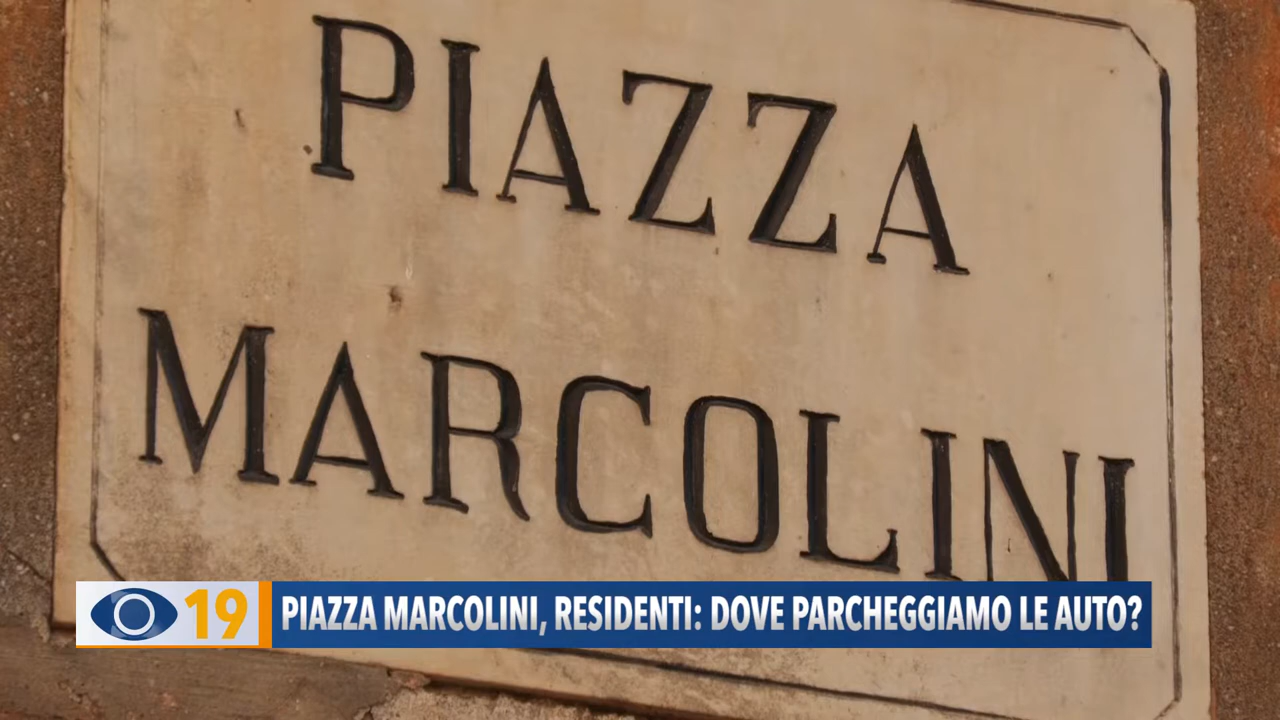 PIAZZA
MARCOLINI
19
PIAZZA MARCOLINI, RESIDENTI: DOVE PARCHEGGIAMO LE AUTO?